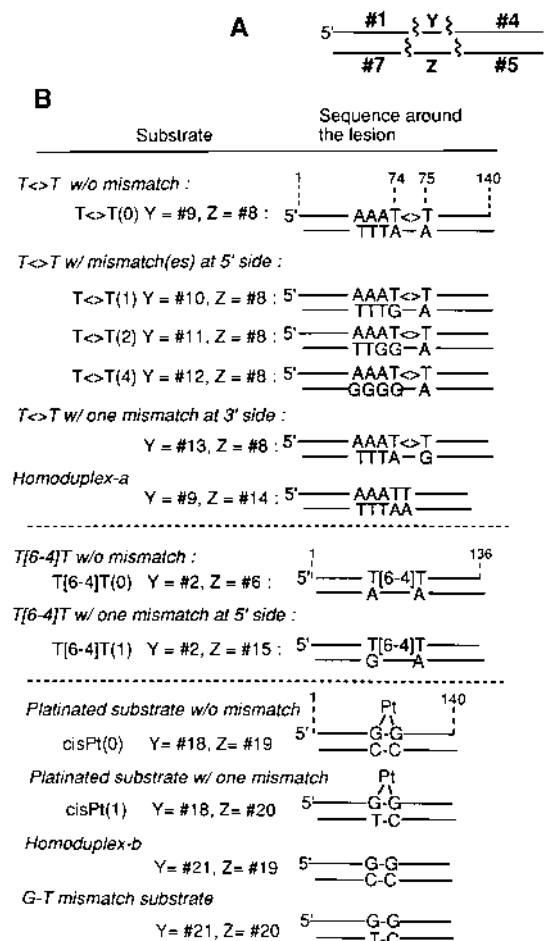 A
5' #1 Y #4
#7 Z #5
B
Substrate
Sequence around
the lesion
T<>T w/o mismatch :
1 74 75 140
T<>T(0) Y = #9, Z = #8 : 5' AAAT<>T
TTTA A
T<>T w/ mismatch(es) at 5' side :
T<>T(1) Y = #10, Z = #8 : 5' AAAT<>T
TTTG A
T<>T(2) Y = #11, Z = #8 : 5' AAAT<>T
TTGG A
T<>T(4) Y = #12, Z = #8 : 5' AAAT<>T
GGGG A
T<>T w/ one mismatch at 3' side :
Y = #13, Z = #8 : 5' AAAT<>T
TTTA G
Homoduplex-a
Y = #9, Z = #14 : 5' AAATT
TTTAA
T[6-4]T w/o mismatch :
1 136
T[6-4]T(0) Y = #2, Z = #6 : 5' T[6-4]T
A A
T[6-4]T w/ one mismatch at 5' side :
T[6-4]T(1) Y = #2, Z = #15 : 5' T[6-4]T
G A
1 140
Platinated substrate w/o mismatch
Pt
cisPt(0) Y= #18, Z= #19 5' G-G
C-C
Platinated substrate w/ one mismatch
Pt
cisPt(1) Y= #18, Z= #20 5' G-G
T-C
Homoduplex-b
Y= #21, Z= #19 5' G-G
C-C
G-T mismatch substrate
Y= #21, Z= #20 5' G-G
T-C